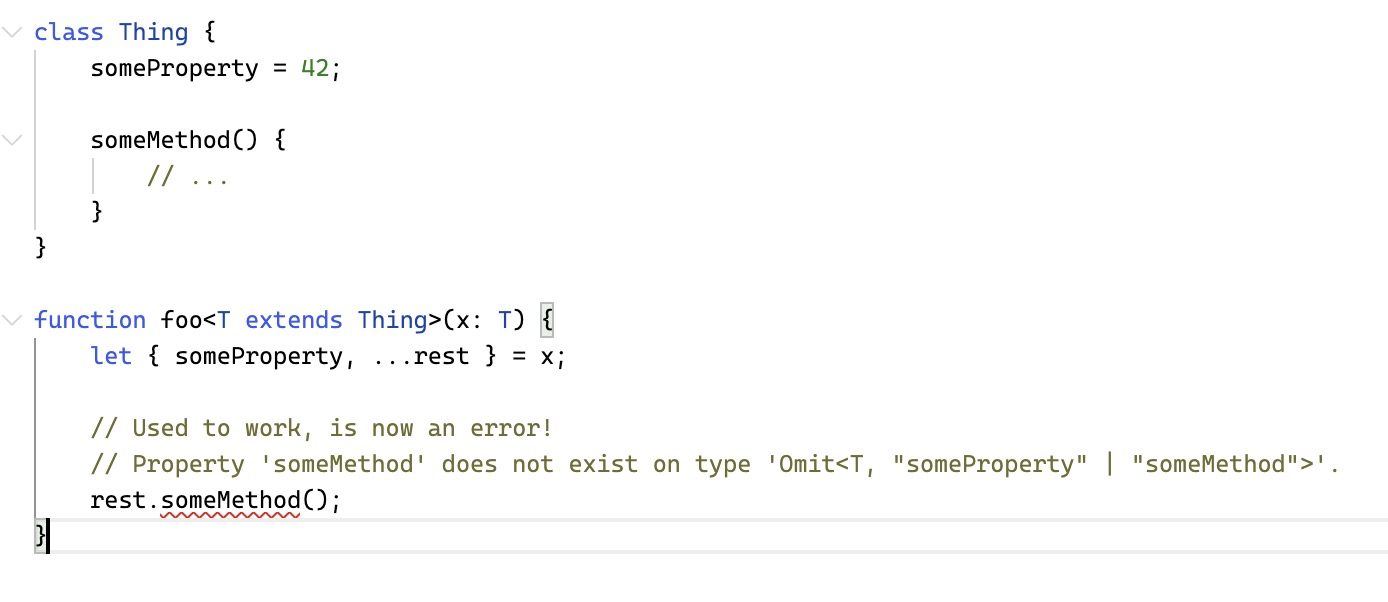 class Thing {
    someProperty = 42;

    someMethod() {
        // ...
    }
}

function foo<T extends Thing>(x: T) {
    let { someProperty, ...rest } = x;

    // Used to work, is now an error!
    // Property 'someMethod' does not exist on type 'Omit<T, "someProperty" | "someMethod">'.
    rest.someMethod();
}